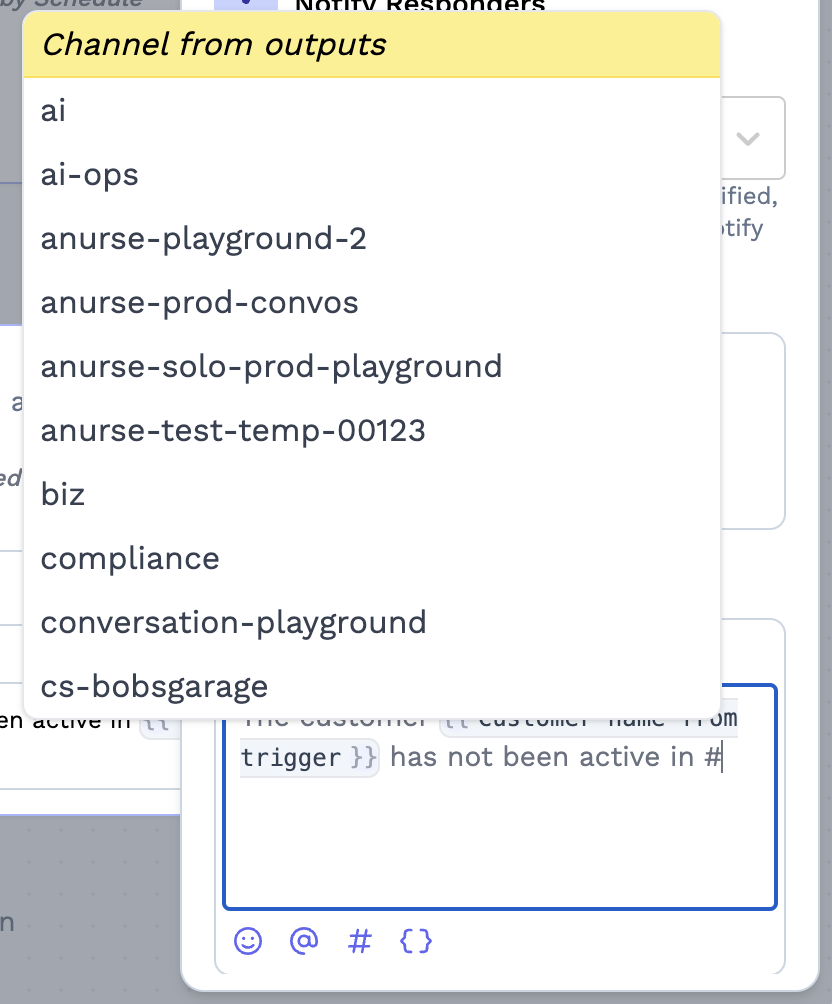 by Schedule
Notify Responders
Channel from outputs
ai
ai-ops
anurse-playground-2
anurse-prod-convos
anurse-solo-prod-playground
anurse-test-temp-00123
biz
compliance
conversation-playground
cs-bobsgarage
ified,
tify
a
ed
en active in {{
The customer {{ customer name from
trigger }} has not been active in #
n
@ # {}